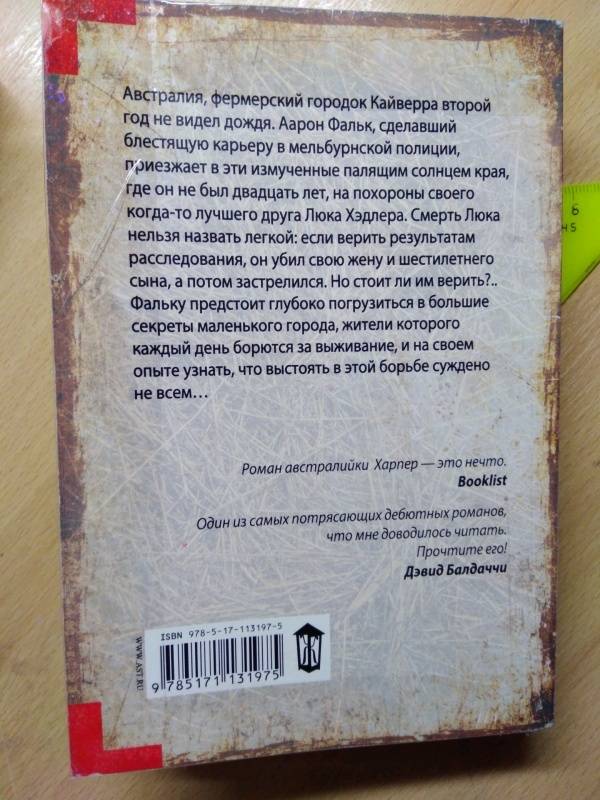 Австралия, фермерский городок Кайверра второй
год не видел дождя. Аарон Фальк, сделавший
блестящую карьеру в мельбурнской полиции,
приезжает в эти измученные палящим солнцем края,
где он не был двадцать лет, на похороны своего
когда-то лучшего друга Люка Хэдлера. Смерть Люка
нельзя назвать легкой: если верить результатам
расследования, он убил свою жену и шестилетнего
сына, а потом застрелился. Но стоит ли им верить?..
Фальку предстоит глубоко погрузиться в большие
секреты маленького города, жители которого
каждый день борются за выживание, и на своем
опыте узнать, что выстоять в этой борьбе суждено
не всем...
Роман австралийки Харпер — это нечто.
Booklist
Один из самых потрясающих дебютных романов,
что мне доводилось читать.
Прочтите его!
Дэвид Балдаччи
ISBN 978-5-17-113197-5
9 785171 131975
WWW.AST.RU
Ж
6